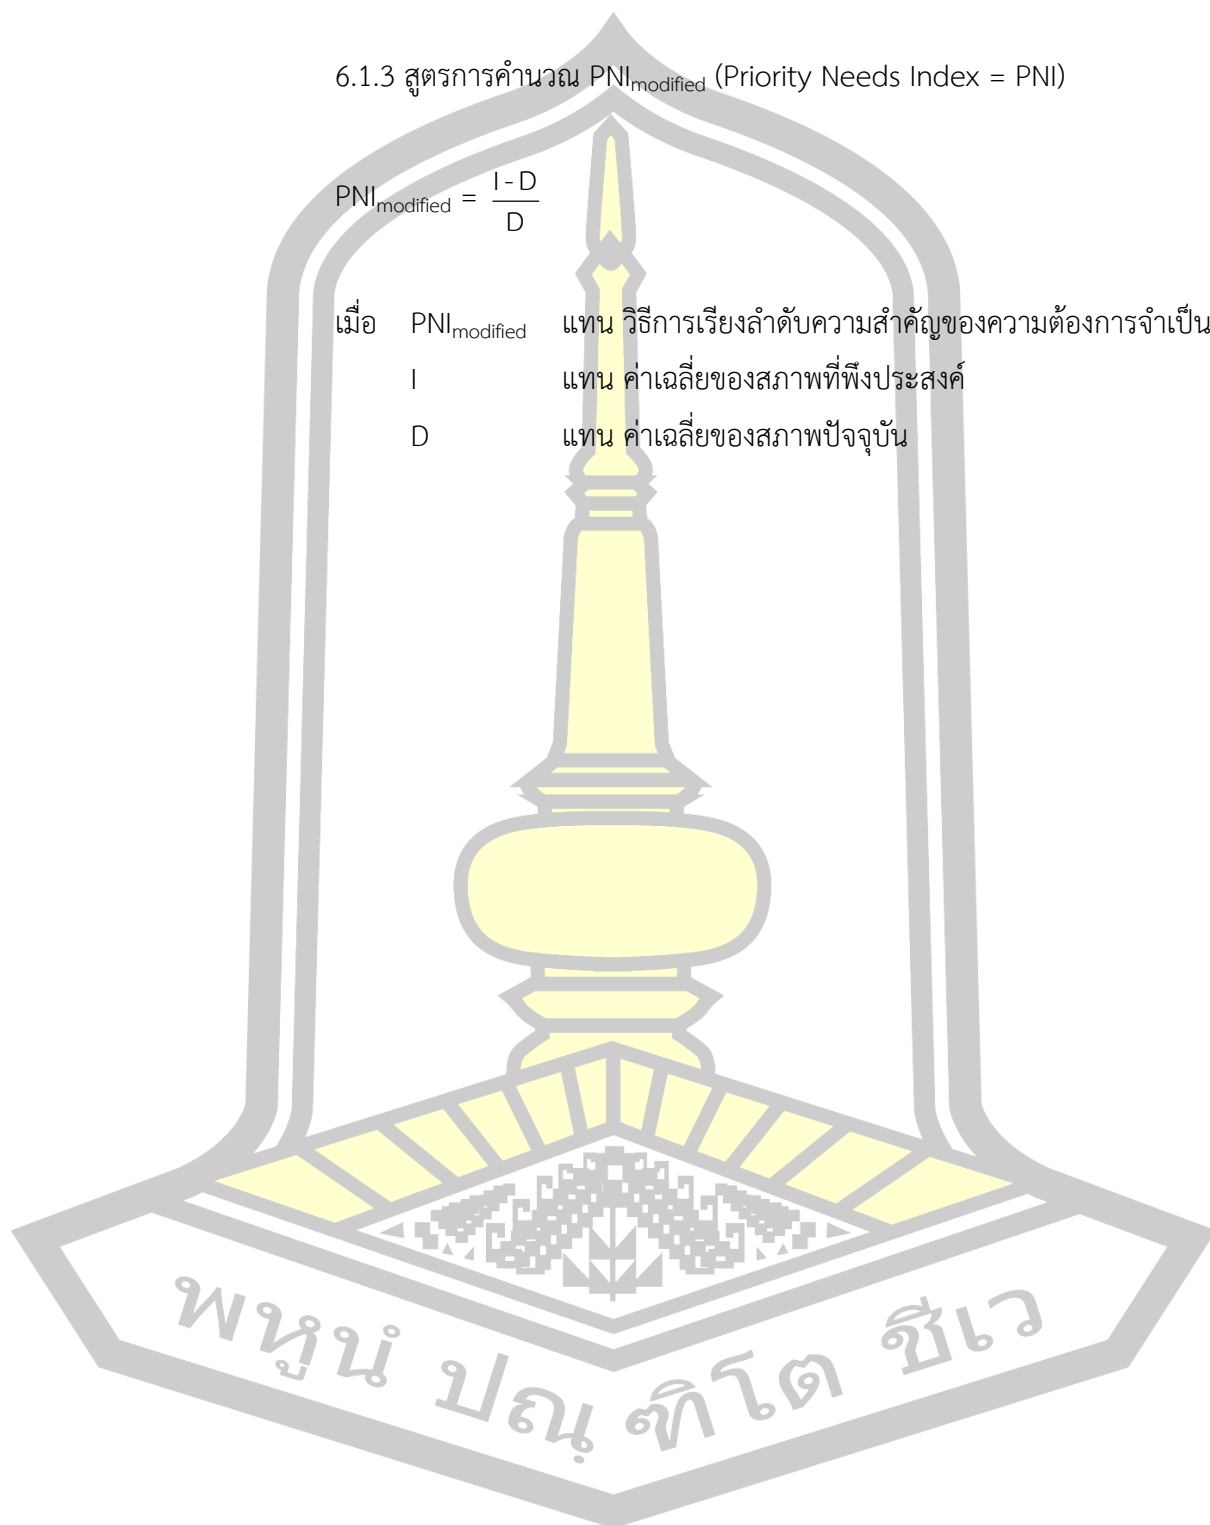 6.1.3 สูตรการคำนวณ PNImodified (Priority Needs Index = PNI)
PNImodified = I - D / D
เมื่อ PNImodified แทน วิธีการเรียงลำดับความสำคัญของความต้องการจำเป็น
I แทน ค่าเฉลี่ยของสภาพที่พึงประสงค์
D แทน ค่าเฉลี่ยของสภาพปัจจุบัน
พหูนํ ปณฺฑิโต ชีเว